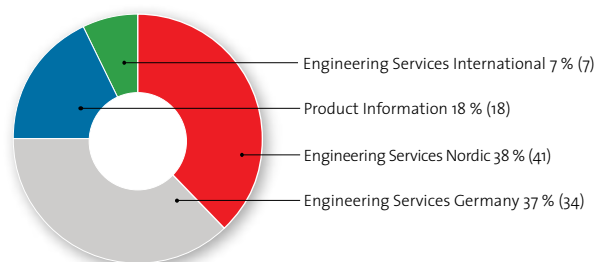 Engineering Services International 7 % (7)
Product Information 18 % (18)
Engineering Services Nordic 38 % (41)
Engineering Services Germany 37 % (34)